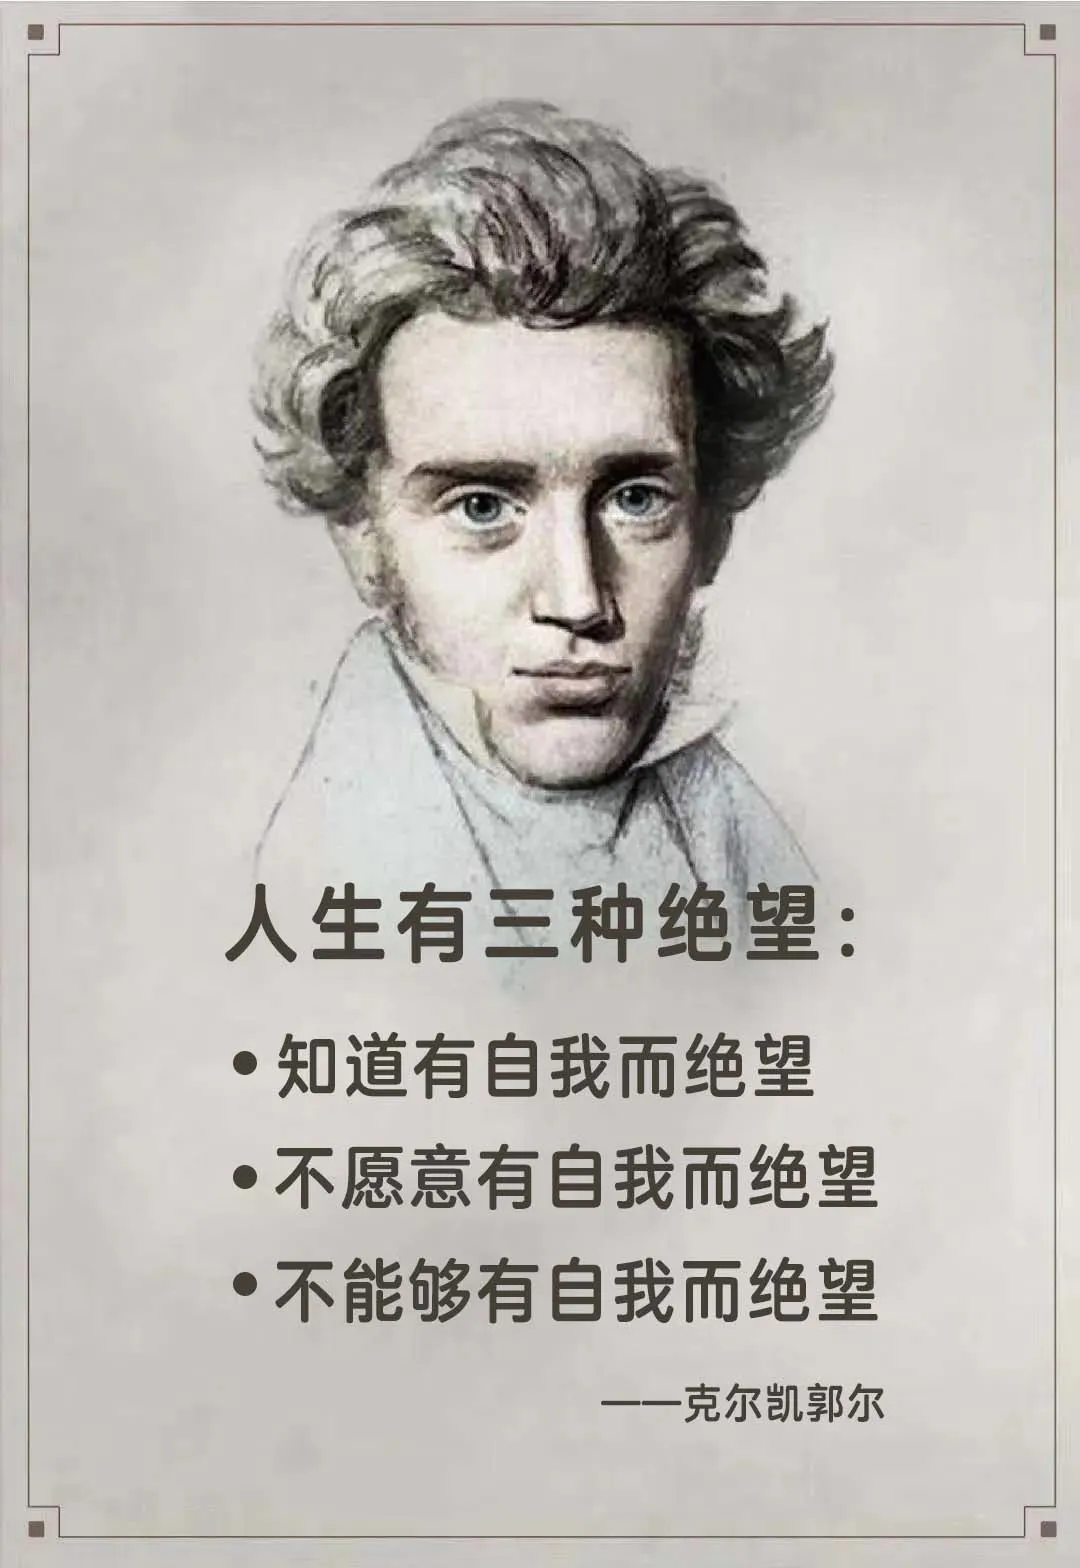 人生有三种绝望：
•知道有自我而绝望
•不愿意有自我而绝望
•不能够有自我而绝望
——克尔凯郭尔